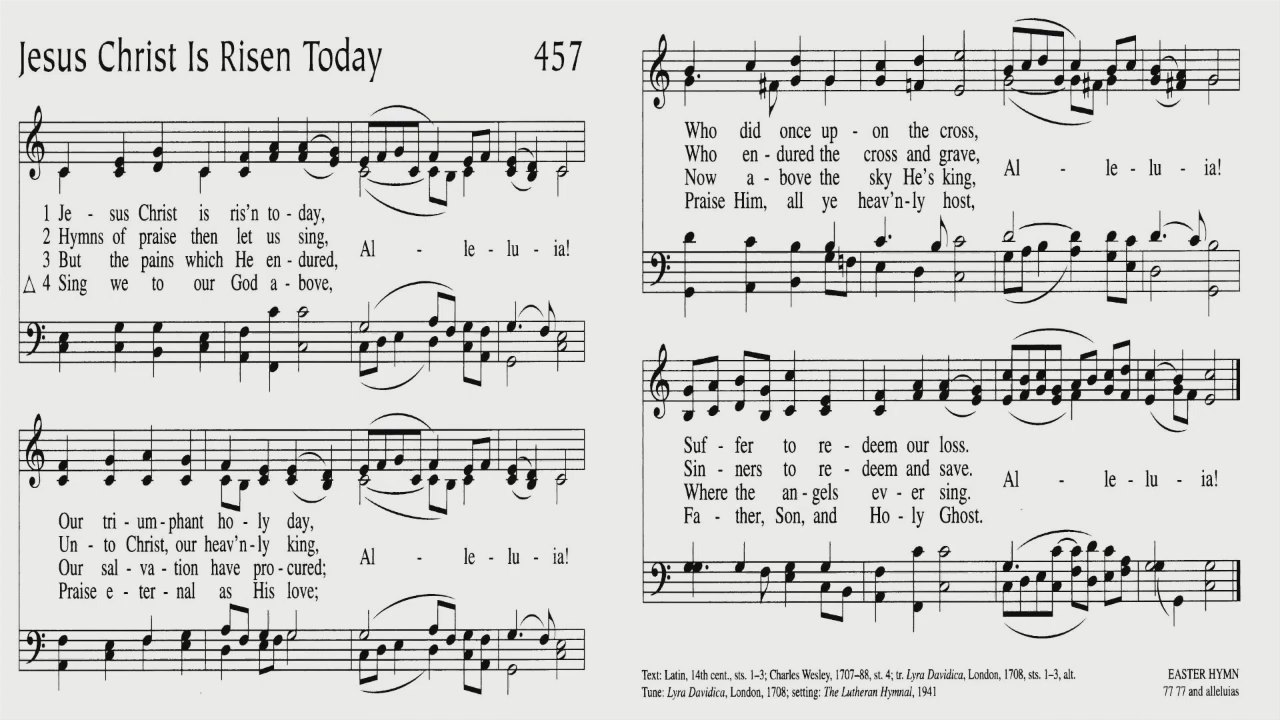 Jesus Christ Is Risen Today 457
1 Je - sus Christ is ris'n to - day,
2 Hymns of praise then let us sing,
3 But the pains which He en - dured,
△ 4 Sing we to our God a - bove,
Al - le - lu - ia!
Our tri - um - phant ho - ly day,
Un - to Christ, our heav'n - ly king,
Our sal - va - tion have pro - cured;
Praise e - ter - nal as His love;
Al - le - lu - ia!
Who did once up - on the cross,
Who en - dured the cross and grave,
Now a - bove the sky He's king,
Praise Him, all ye heav'n - ly host,
Al - le - lu - ia!
Suf - fer to re - deem our loss.
Sin - ners to re - deem and save.
Where the an - gels ev - er sing.
Fa - ther, Son, and Ho - ly Ghost.
Al - le - lu - ia!
Text: Latin, 14th cent., sts. 1–3; Charles Wesley, 1707–88, st. 4; tr. Lyra Davidica, London, 1708, sts. 1–3, alt.
Tune: Lyra Davidica, London, 1708; setting: The Lutheran Hymnal, 1941
EASTER HYMN
77 77 and alleluias